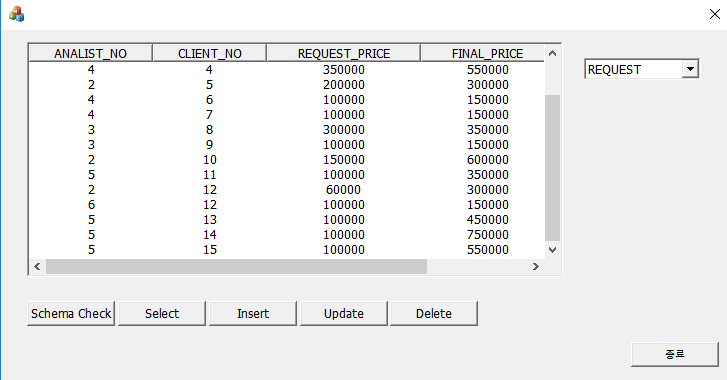 ANALIST_NO CLIENT_NO REQUEST_PRICE FINAL_PRICE
4 4 350000 550000
2 5 200000 300000
4 6 100000 150000
4 7 100000 150000
3 8 300000 350000
3 9 100000 150000
2 10 150000 600000
5 11 100000 350000
2 12 60000 300000
6 12 100000 150000
5 13 100000 450000
5 14 100000 750000
5 15 100000 550000
REQUEST
Schema Check Select Insert Update Delete
종료